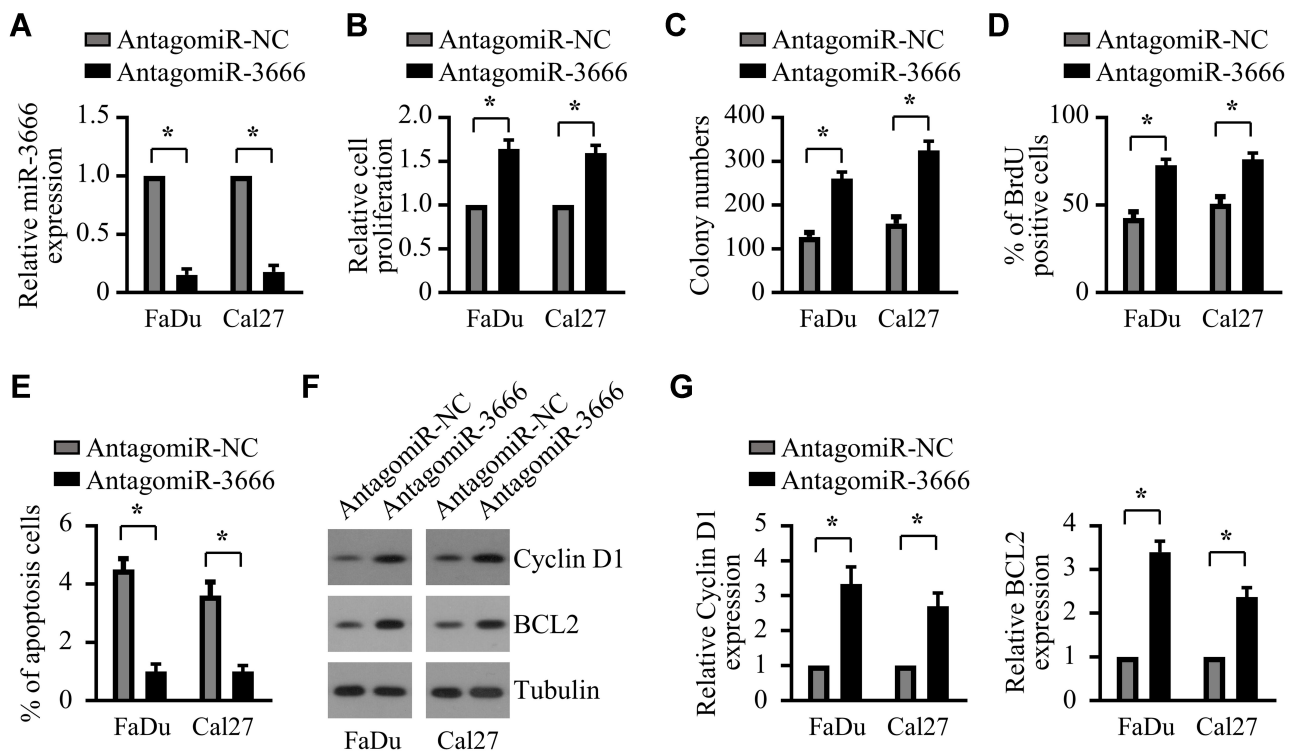 A
AntagomiR-NC
AntagomiR-3666
Relative miR-3666
expression
1.5
1.0
0.5
0
*
*
FaDu
Cal27
B
AntagomiR-NC
AntagomiR-3666
Relative cell
proliferation
2.0
1.5
1.0
0.5
0
*
*
FaDu
Cal27
C
AntagomiR-NC
AntagomiR-3666
Colony numbers
400
300
200
100
0
*
*
FaDu
Cal27
D
AntagomiR-NC
AntagomiR-3666
% of BrdU
positive cells
100
50
0
*
*
FaDu
Cal27
E
AntagomiR-NC
AntagomiR-3666
% of apoptosis cells
6
4
2
0
*
*
FaDu
Cal27
F
AntagomiR-NC
AntagomiR-3666
AntagomiR-NC
AntagomiR-3666
Cyclin D1
BCL2
Tubulin
FaDu
Cal27
G
AntagomiR-NC
AntagomiR-3666
Relative Cyclin D1
expression
5
4
3
2
1
0
*
*
FaDu
Cal27
Relative BCL2
expression
4
3
2
1
0
*
*
FaDu
Cal27